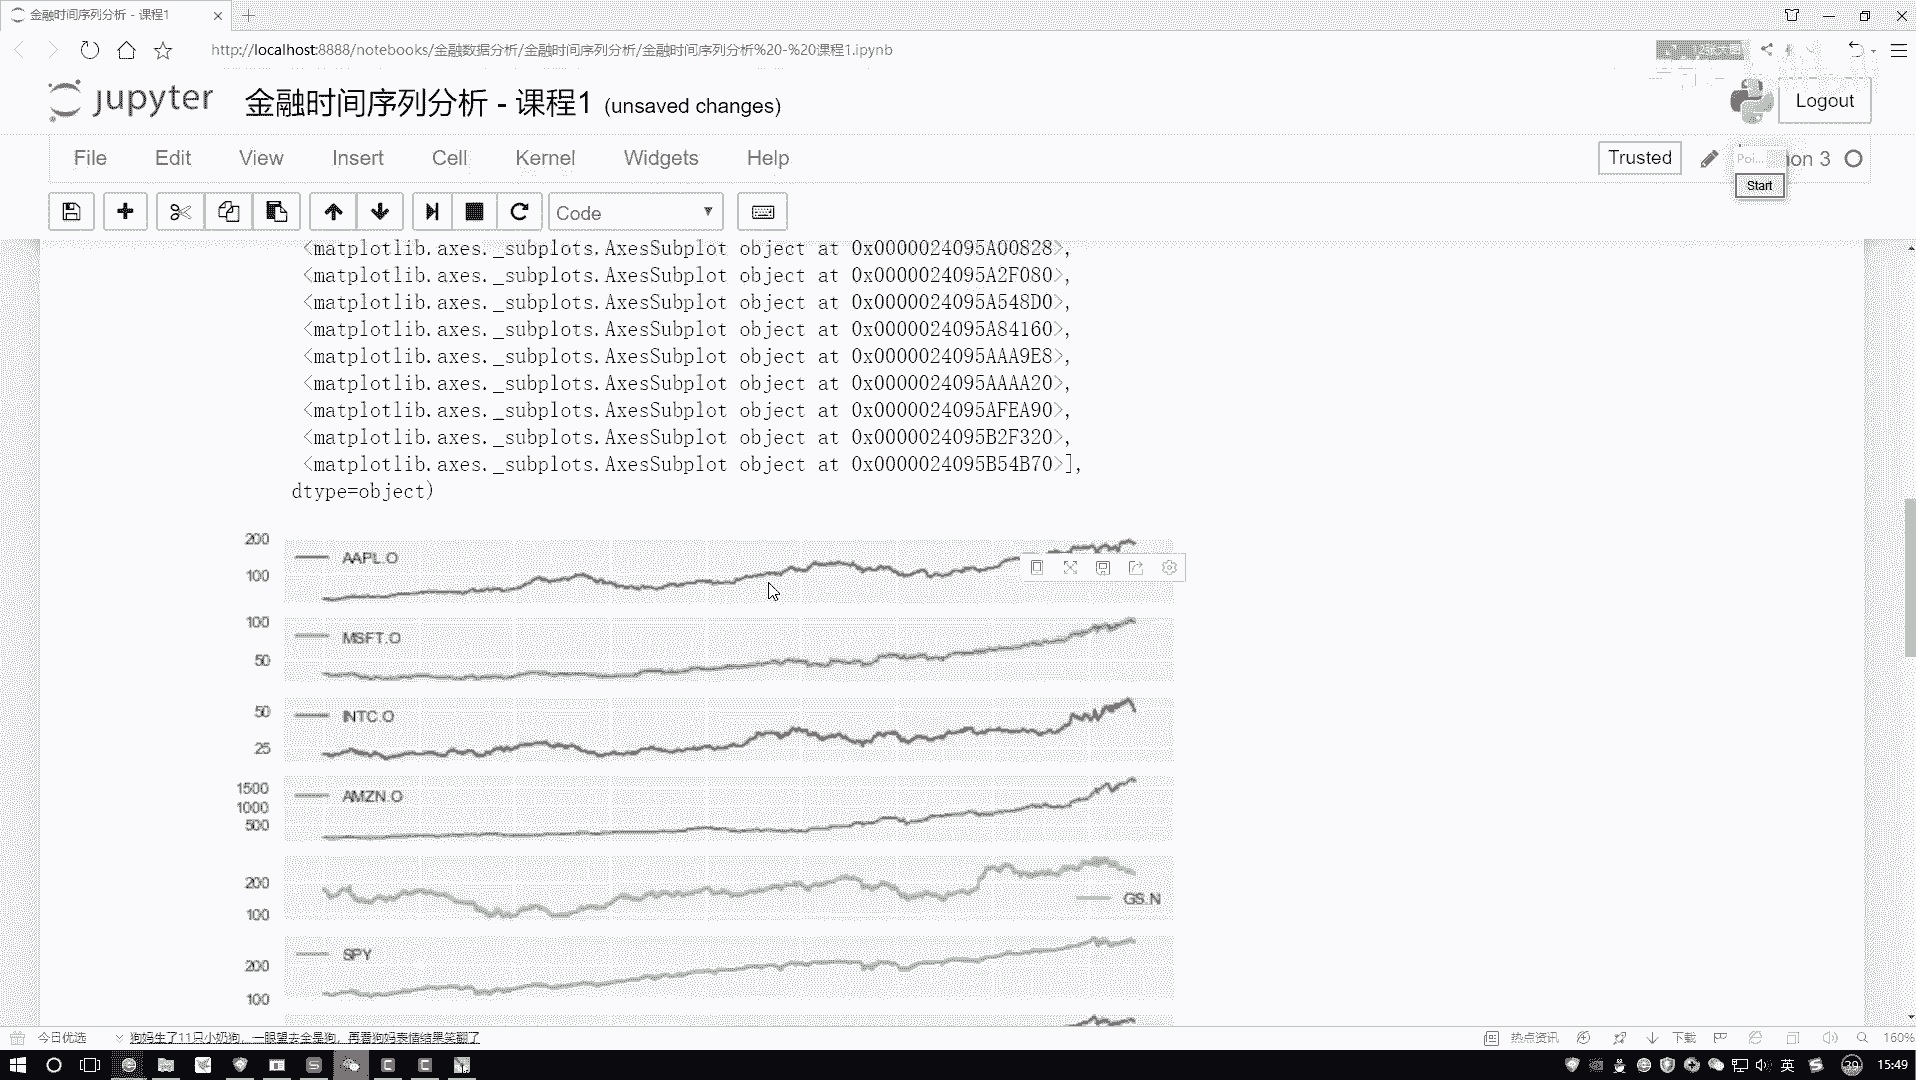 金融时间序列分析 - 课程1
http://localhost:8888/notebooks/金融数据分析/金融时间序列分析/金融时间序列分析%20-%20课程1.ipynb
jupyter 金融时间序列分析 - 课程1 (unsaved changes)
Logout
File Edit View Insert Cell Kernel Widgets Help
Trusted
Poi... on 3
Start
Code
<matplotlib.axes._subplots.AxesSubplot object at 0x0000024095A00828>,
<matplotlib.axes._subplots.AxesSubplot object at 0x0000024095A2F080>,
<matplotlib.axes._subplots.AxesSubplot object at 0x0000024095A548D0>,
<matplotlib.axes._subplots.AxesSubplot object at 0x0000024095A84160>,
<matplotlib.axes._subplots.AxesSubplot object at 0x0000024095AAA9E8>,
<matplotlib.axes._subplots.AxesSubplot object at 0x0000024095AAAA20>,
<matplotlib.axes._subplots.AxesSubplot object at 0x0000024095AFEA90>,
<matplotlib.axes._subplots.AxesSubplot object at 0x0000024095B2F320>,
<matplotlib.axes._subplots.AxesSubplot object at 0x0000024095B54B70>],
dtype=object)
200
AAPL.O
100
100
MSFT.O
50
50
INTC.O
25
1500
AMZN.O
1000
500
200
GS.N
100
SPY
200
100
今日优选 狗妈生了11只小奶狗，一眼望去全是狗，再看狗妈表情结果笑翻了
热点资讯 下载 160%
英 39 15:49